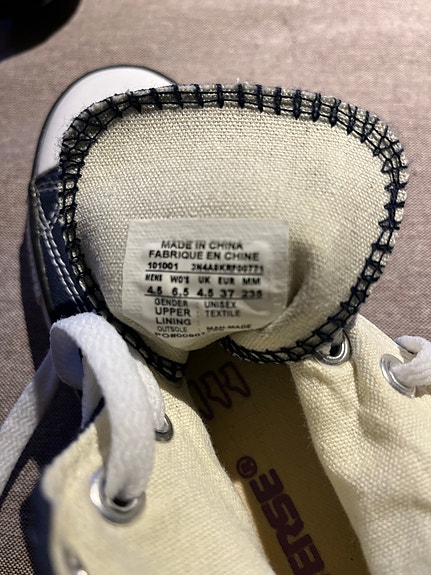 MADE IN CHINA
FABRIQUE EN CHINE
101001
MENS WO'S UK EUR MM
4.5 6.5 4.5 37 235
GENDER : UNISEX
UPPER : TEXTILE
LINING
OUTSOLE : MAN-MADE
ERSE®